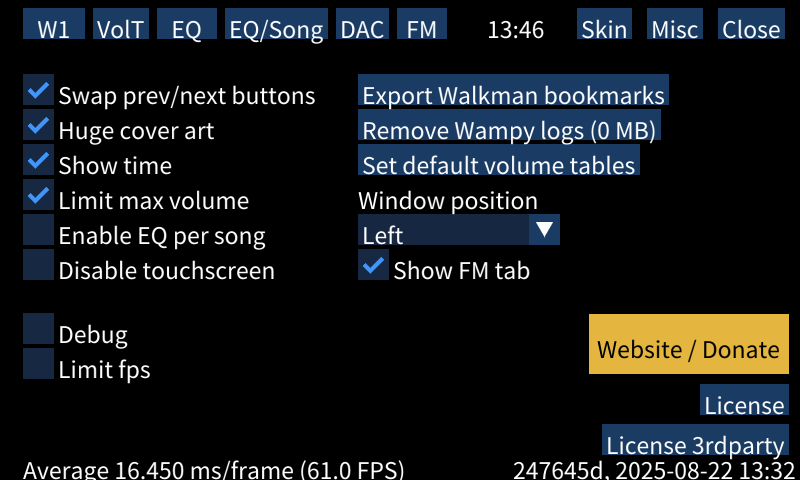 W1 VolT EQ EQ/Song DAC FM 13:46 Skin Misc Close
Swap prev/next buttons Export Walkman bookmarks
Huge cover art Remove Wampy logs (0 MB)
Show time Set default volume tables
Limit max volume Window position
Enable EQ per song Left
Disable touchscreen Show FM tab
Debug
Website / Donate
Limit fps
License
License 3rdparty
Average 16.450 ms/frame (61.0 FPS) 247645d, 2025-08-22 13:32